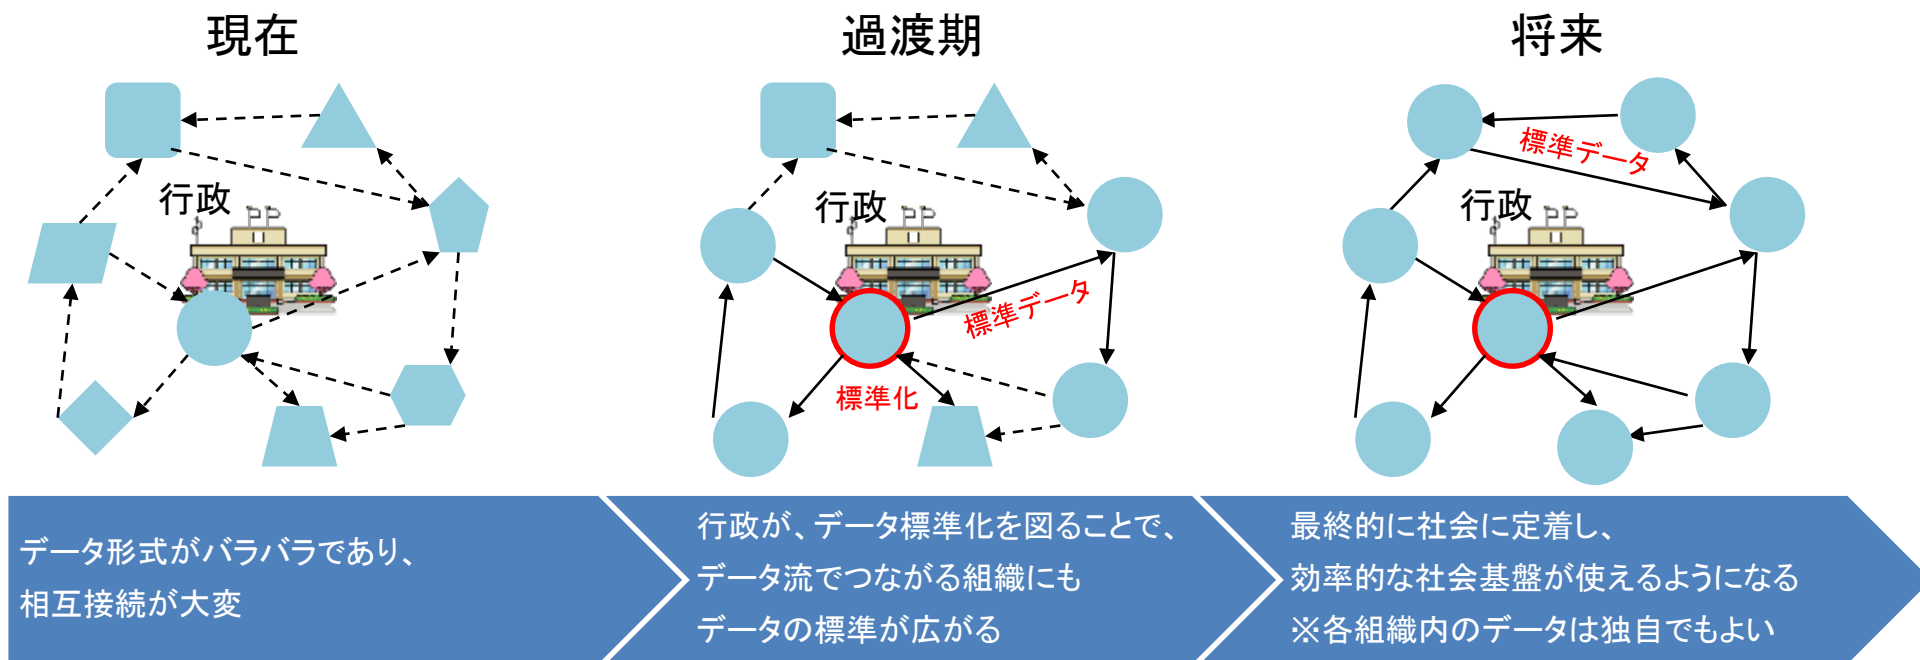 現在
行政
データ形式がバラバラであり、
相互接続が大変
過渡期
行政
標準データ
標準化
行政が、データ標準化を図ることで、
データ流でつながる組織にも
データの標準が広がる
将来
標準データ
行政
最終的に社会に定着し、
効率的な社会基盤が使えるようになる
※各組織内のデータは独自でもよい